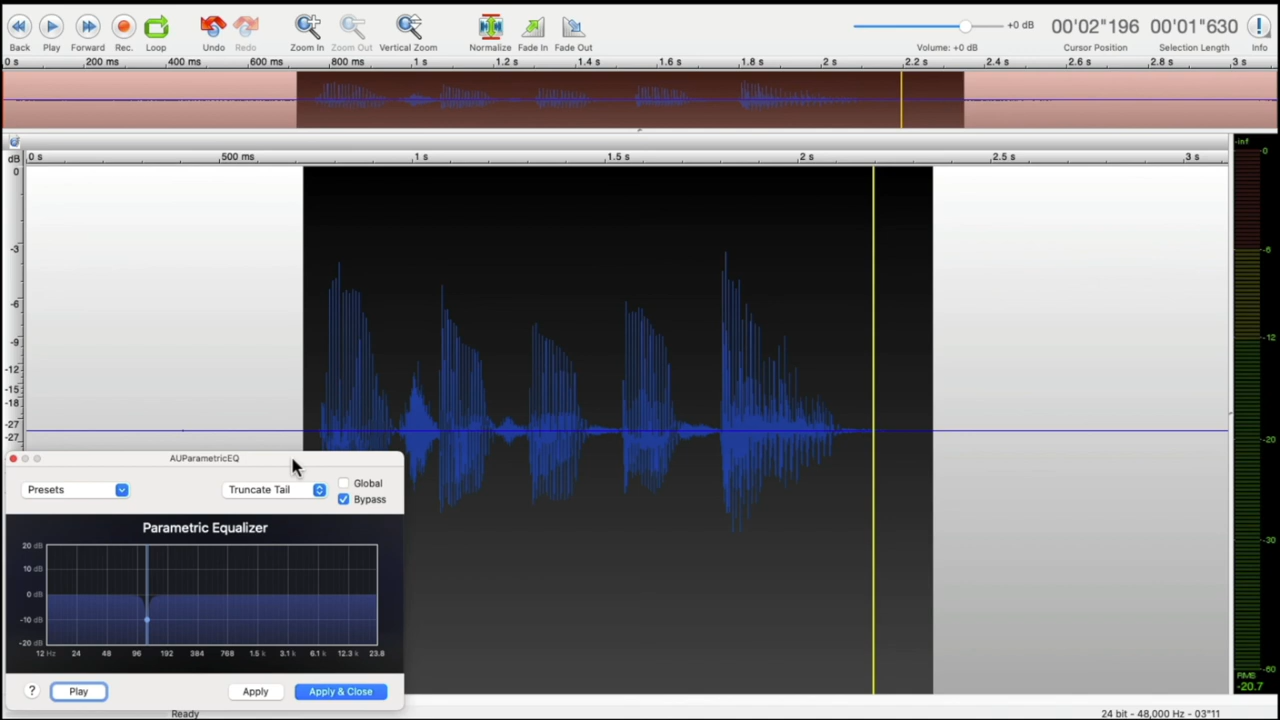 Back Play Forward Rec. Loop Undo Redo Zoom In Zoom Out Vertical Zoom Normalize Fade In Fade Out
+0 dB
Volume: +0 dB
00'02"196
Cursor Position
00'01"630
Selection Length
Info
0 s 200 ms 400 ms 600 ms 800 ms 1 s 1.2 s 1.4 s 1.6 s 1.8 s 2 s 2.2 s 2.4 s 2.6 s 2.8 s 3 s
dB 0 s 500 ms 1 s 1.5 s 2 s 2.5 s 3 s
0
-3
-6
-9
-12
-15
-18
-27
-27
-inf
0
-6
-12
-20
-30
-60
RMS
-20.7
AUParametricEQ
Presets
Truncate Tail
Global
Bypass
Parametric Equalizer
20 dB
10 dB
0 dB
-10 dB
-20 dB
12 Hz 24 48 96 192 384 768 1.5 k 3.1 k 6.1 k 12.3 k 23.8
? Play Apply Apply & Close
Ready
24 bit - 48,000 Hz - 03"11